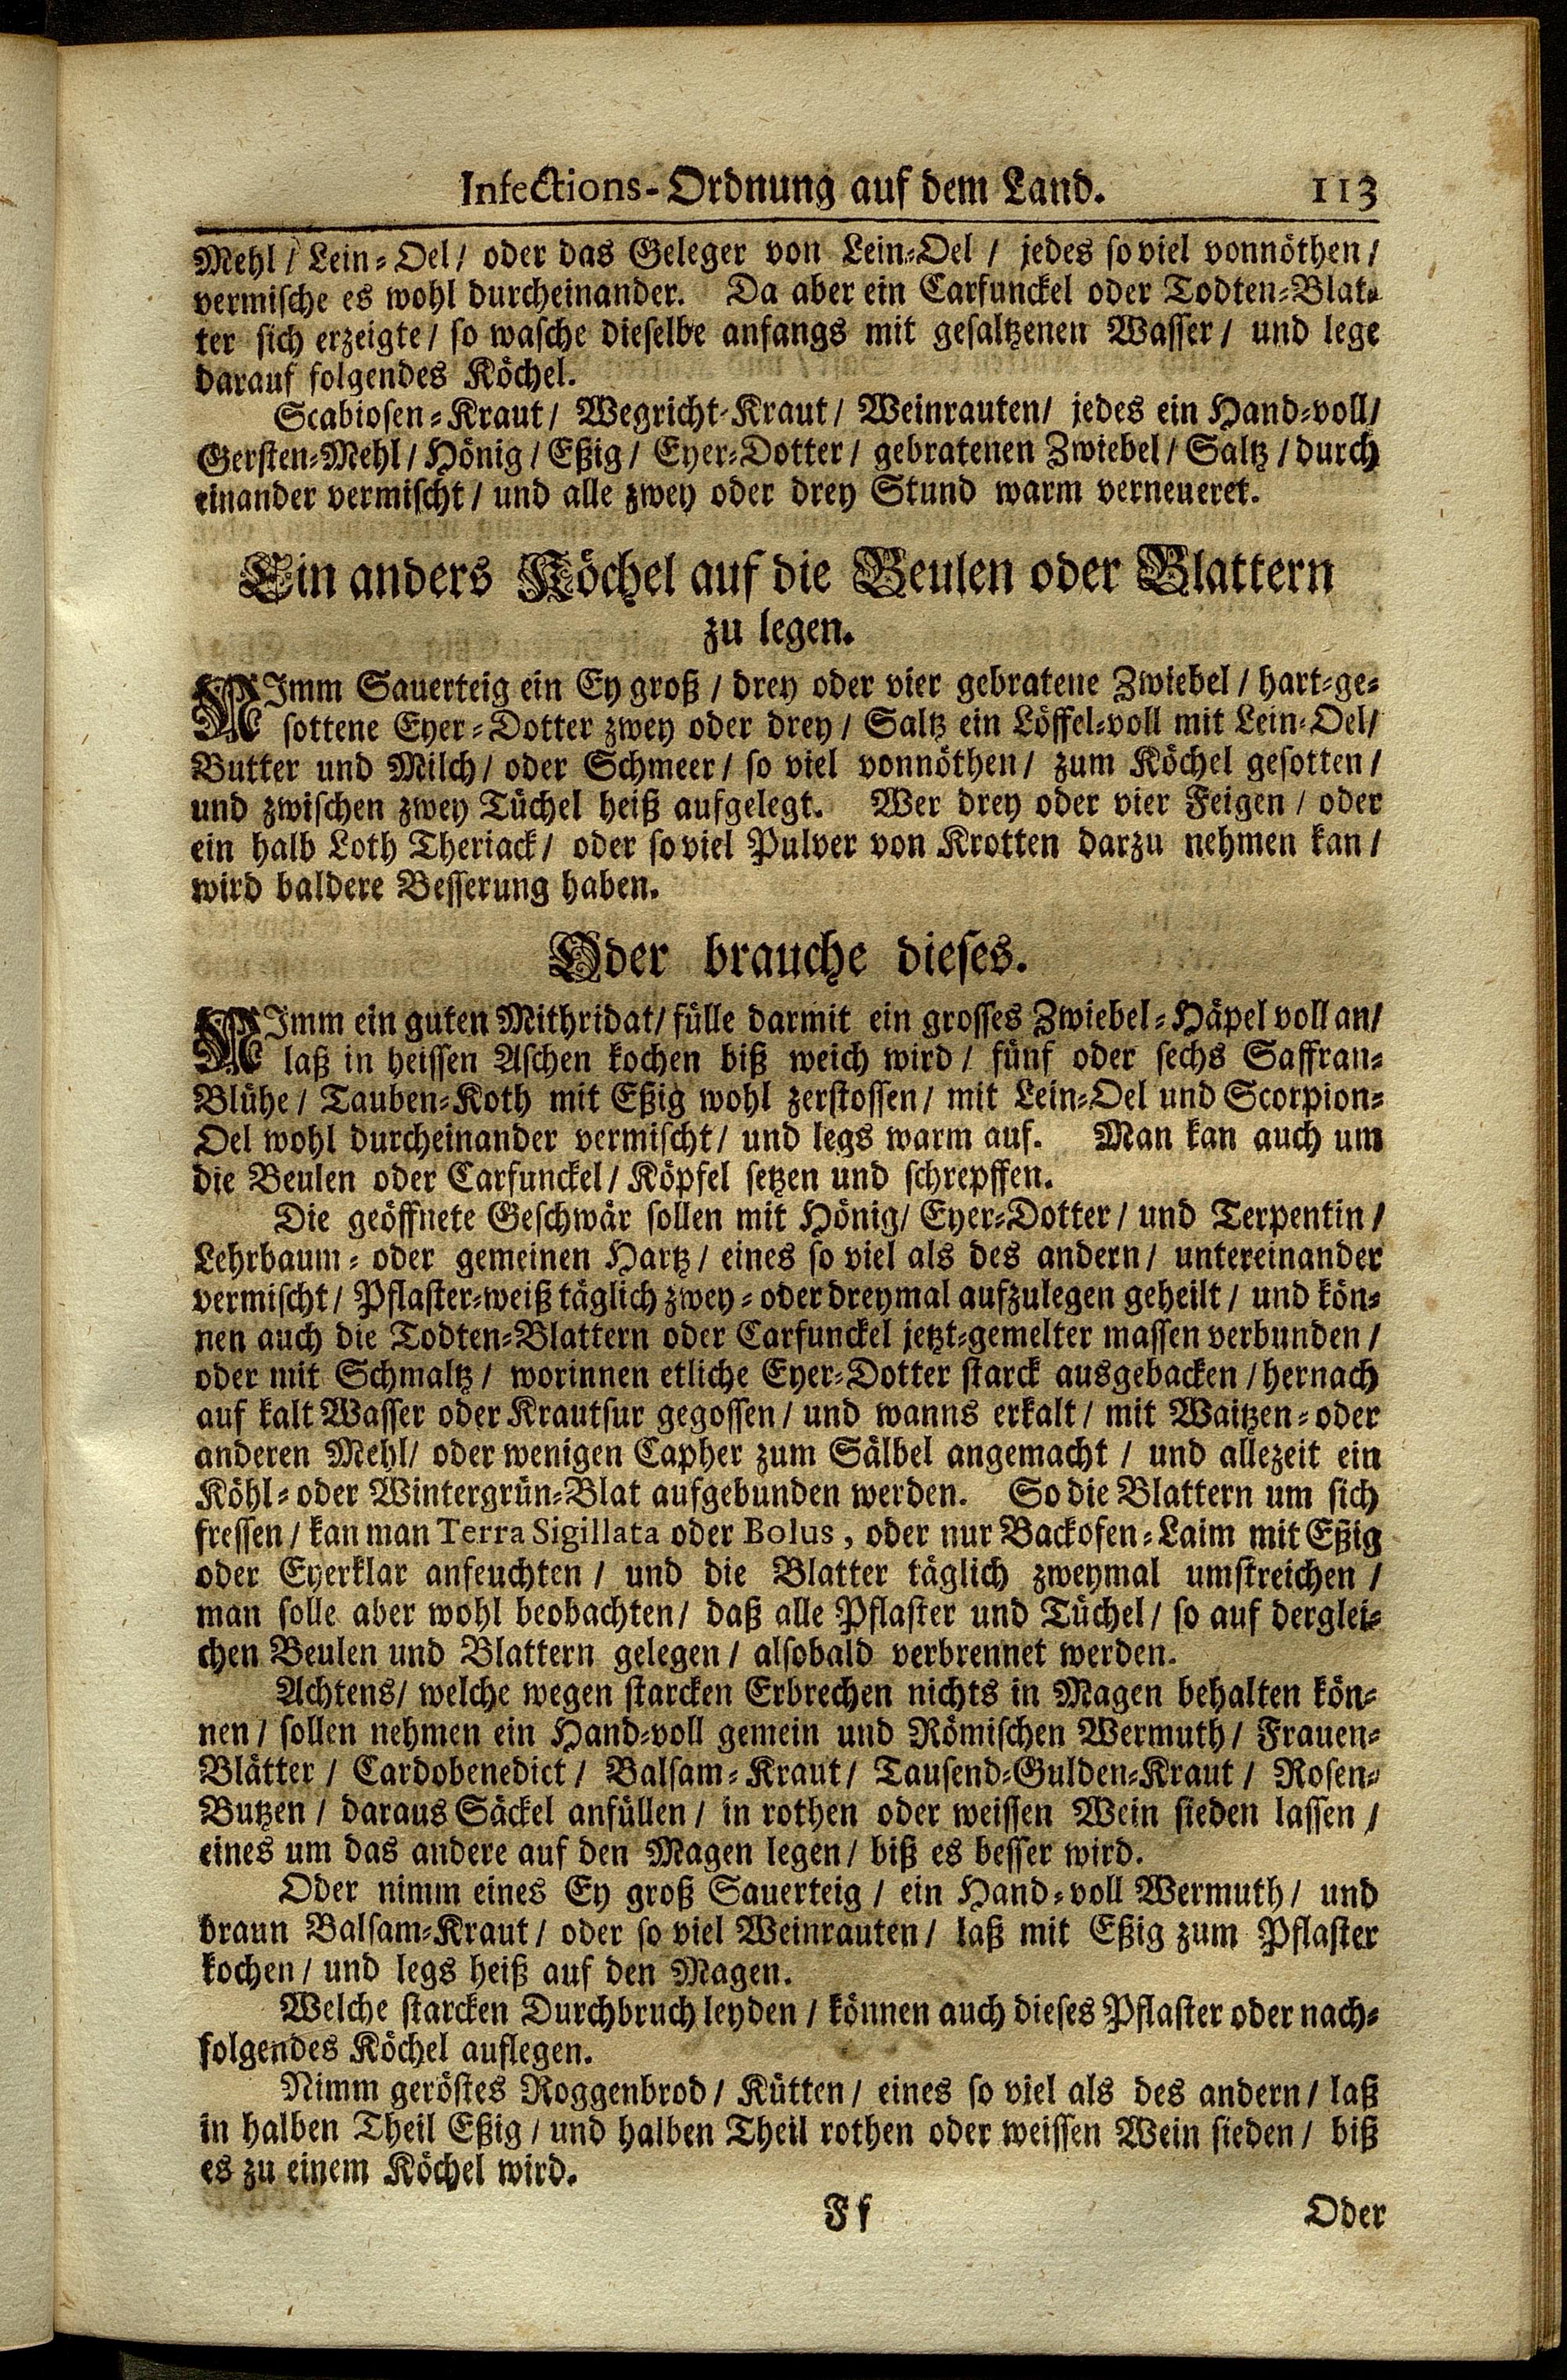 Infections-Ordnung auf dem Land. 113
Mehl / Lein-Oel / oder das Geleger von Lein-Oel / jedes so viel vonnöthen /
vermische es wohl durcheinander. Da aber ein Carfunckel oder Todten-Blat-
ter sich erzeigte / so wasche dieselbe anfangs mit gesaltzenen Wasser / und lege
darauf folgendes Köchel.
Scabiosen-Kraut / Wegricht-Kraut / Weinrauten / jedes ein Hand-voll /
Gersten-Mehl / Hönig / Eßig / Eyer-Dotter / gebratenen Zwiebel / Saltz / durch
einander vermischt / und alle zwey oder drey Stund warm verneueret.
Ein anders Köchel auf die Beulen oder Blattern
zu legen.
NImm Sauerteig ein Ey groß / drey oder vier gebratene Zwiebel / hart-ge-
sottene Eyer-Dotter zwey oder drey / Saltz ein Löffel-voll mit Lein-Oel /
Butter und Milch / oder Schmeer / so viel vonnöthen / zum Köchel gesotten /
und zwischen zwey Tüchel heiß aufgelegt. Wer drey oder vier Feigen / oder
ein halb Loth Theriack / oder so viel Pulver von Krotten darzu nehmen kan /
wird baldere Besserung haben.
Oder brauche dieses.
NImm ein guten Mithridat / fülle darmit ein grosses Zwiebel-Häpel voll an /
laß in heissen Aschen kochen biß weich wird / fünf oder sechs Saffran-
Blühe / Tauben-Koth mit Eßig wohl zerstossen / mit Lein-Oel und Scorpion-
Oel wohl durcheinander vermischt / und legs warm auf. Man kan auch um
die Beulen oder Carfunckel / Köpfel setzen und schrepffen.
Die geöffnete Geschwär sollen mit Hönig / Eyer-Dotter / und Terpentin /
Lehrbaum- oder gemeinen Hartz / eines so viel als des andern / untereinander
vermischt / Pflaster-weiß täglich zwey- oder dreymal aufzulegen geheilt / und kön-
nen auch die Todten-Blattern oder Carfunckel jetzt-gemelter massen verbunden /
oder mit Schmaltz / worinnen etliche Eyer-Dotter starck ausgebacken / hernach
auf kalt Wasser oder Krautsur gegossen / und wanns erkalt / mit Waitzen- oder
anderen Mehl / oder wenigen Capher zum Sälbel angemacht / und allezeit ein
Köhl- oder Wintergrün-Blat aufgebunden werden. So die Blattern um sich
fressen / kan man Terra Sigillata oder Bolus, oder nur Backofen-Laim mit Eßig
oder Eyerklar anfeuchten / und die Blatter täglich zweymal umstreichen /
man solle aber wohl beobachten / daß alle Pflaster und Tüchel / so auf derglei-
chen Beulen und Blattern gelegen / alsobald verbrennet werden.
Achtens / welche wegen starcken Erbrechen nichts in Magen behalten kön-
nen / sollen nehmen ein Hand-voll gemein und Römischen Wermuth / Frauen-
Blätter / Cardobenedict / Balsam-Kraut / Tausend-Gulden-Kraut / Rosen-
Butzen / daraus Säckel anfüllen / in rothen oder weissen Wein sieden lassen /
eines um das andere auf den Magen legen / biß es besser wird.
Oder nimm eines Ey groß Sauerteig / ein Hand-voll Wermuth / und
braun Balsam-Kraut / oder so viel Weinrauten / laß mit Eßig zum Pflaster
kochen / und legs heiß auf den Magen.
Welche starcken Durchbruch leyden / können auch dieses Pflaster oder nach-
folgendes Köchel auflegen.
Nimm geröstes Roggenbrod / Kütten / eines so viel als des andern / laß
in halben Theil Eßig / und halben Theil rothen oder weissen Wein sieden / biß
es zu einem Köchel wird.
Ff Oder